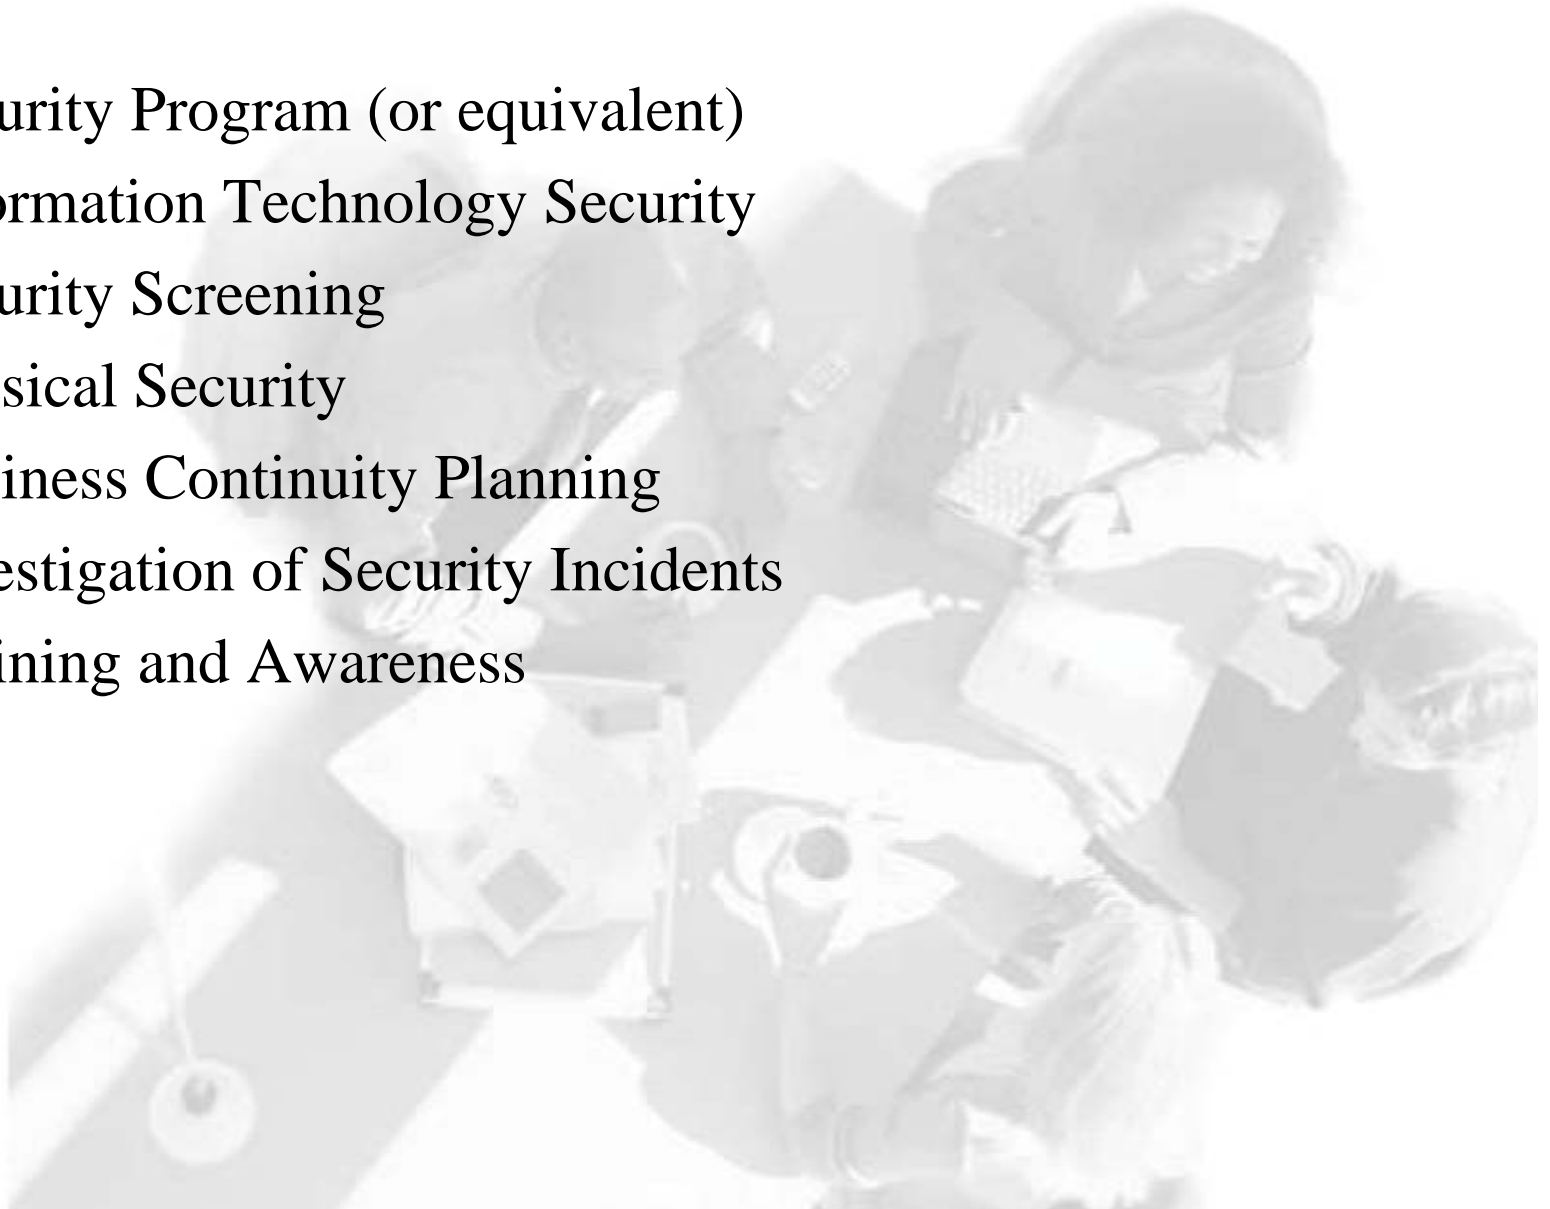 urity Program (or equivalent)
ormation Technology Security
urity Screening
sical Security
iness Continuity Planning
estigation of Security Incidents
ining and Awareness